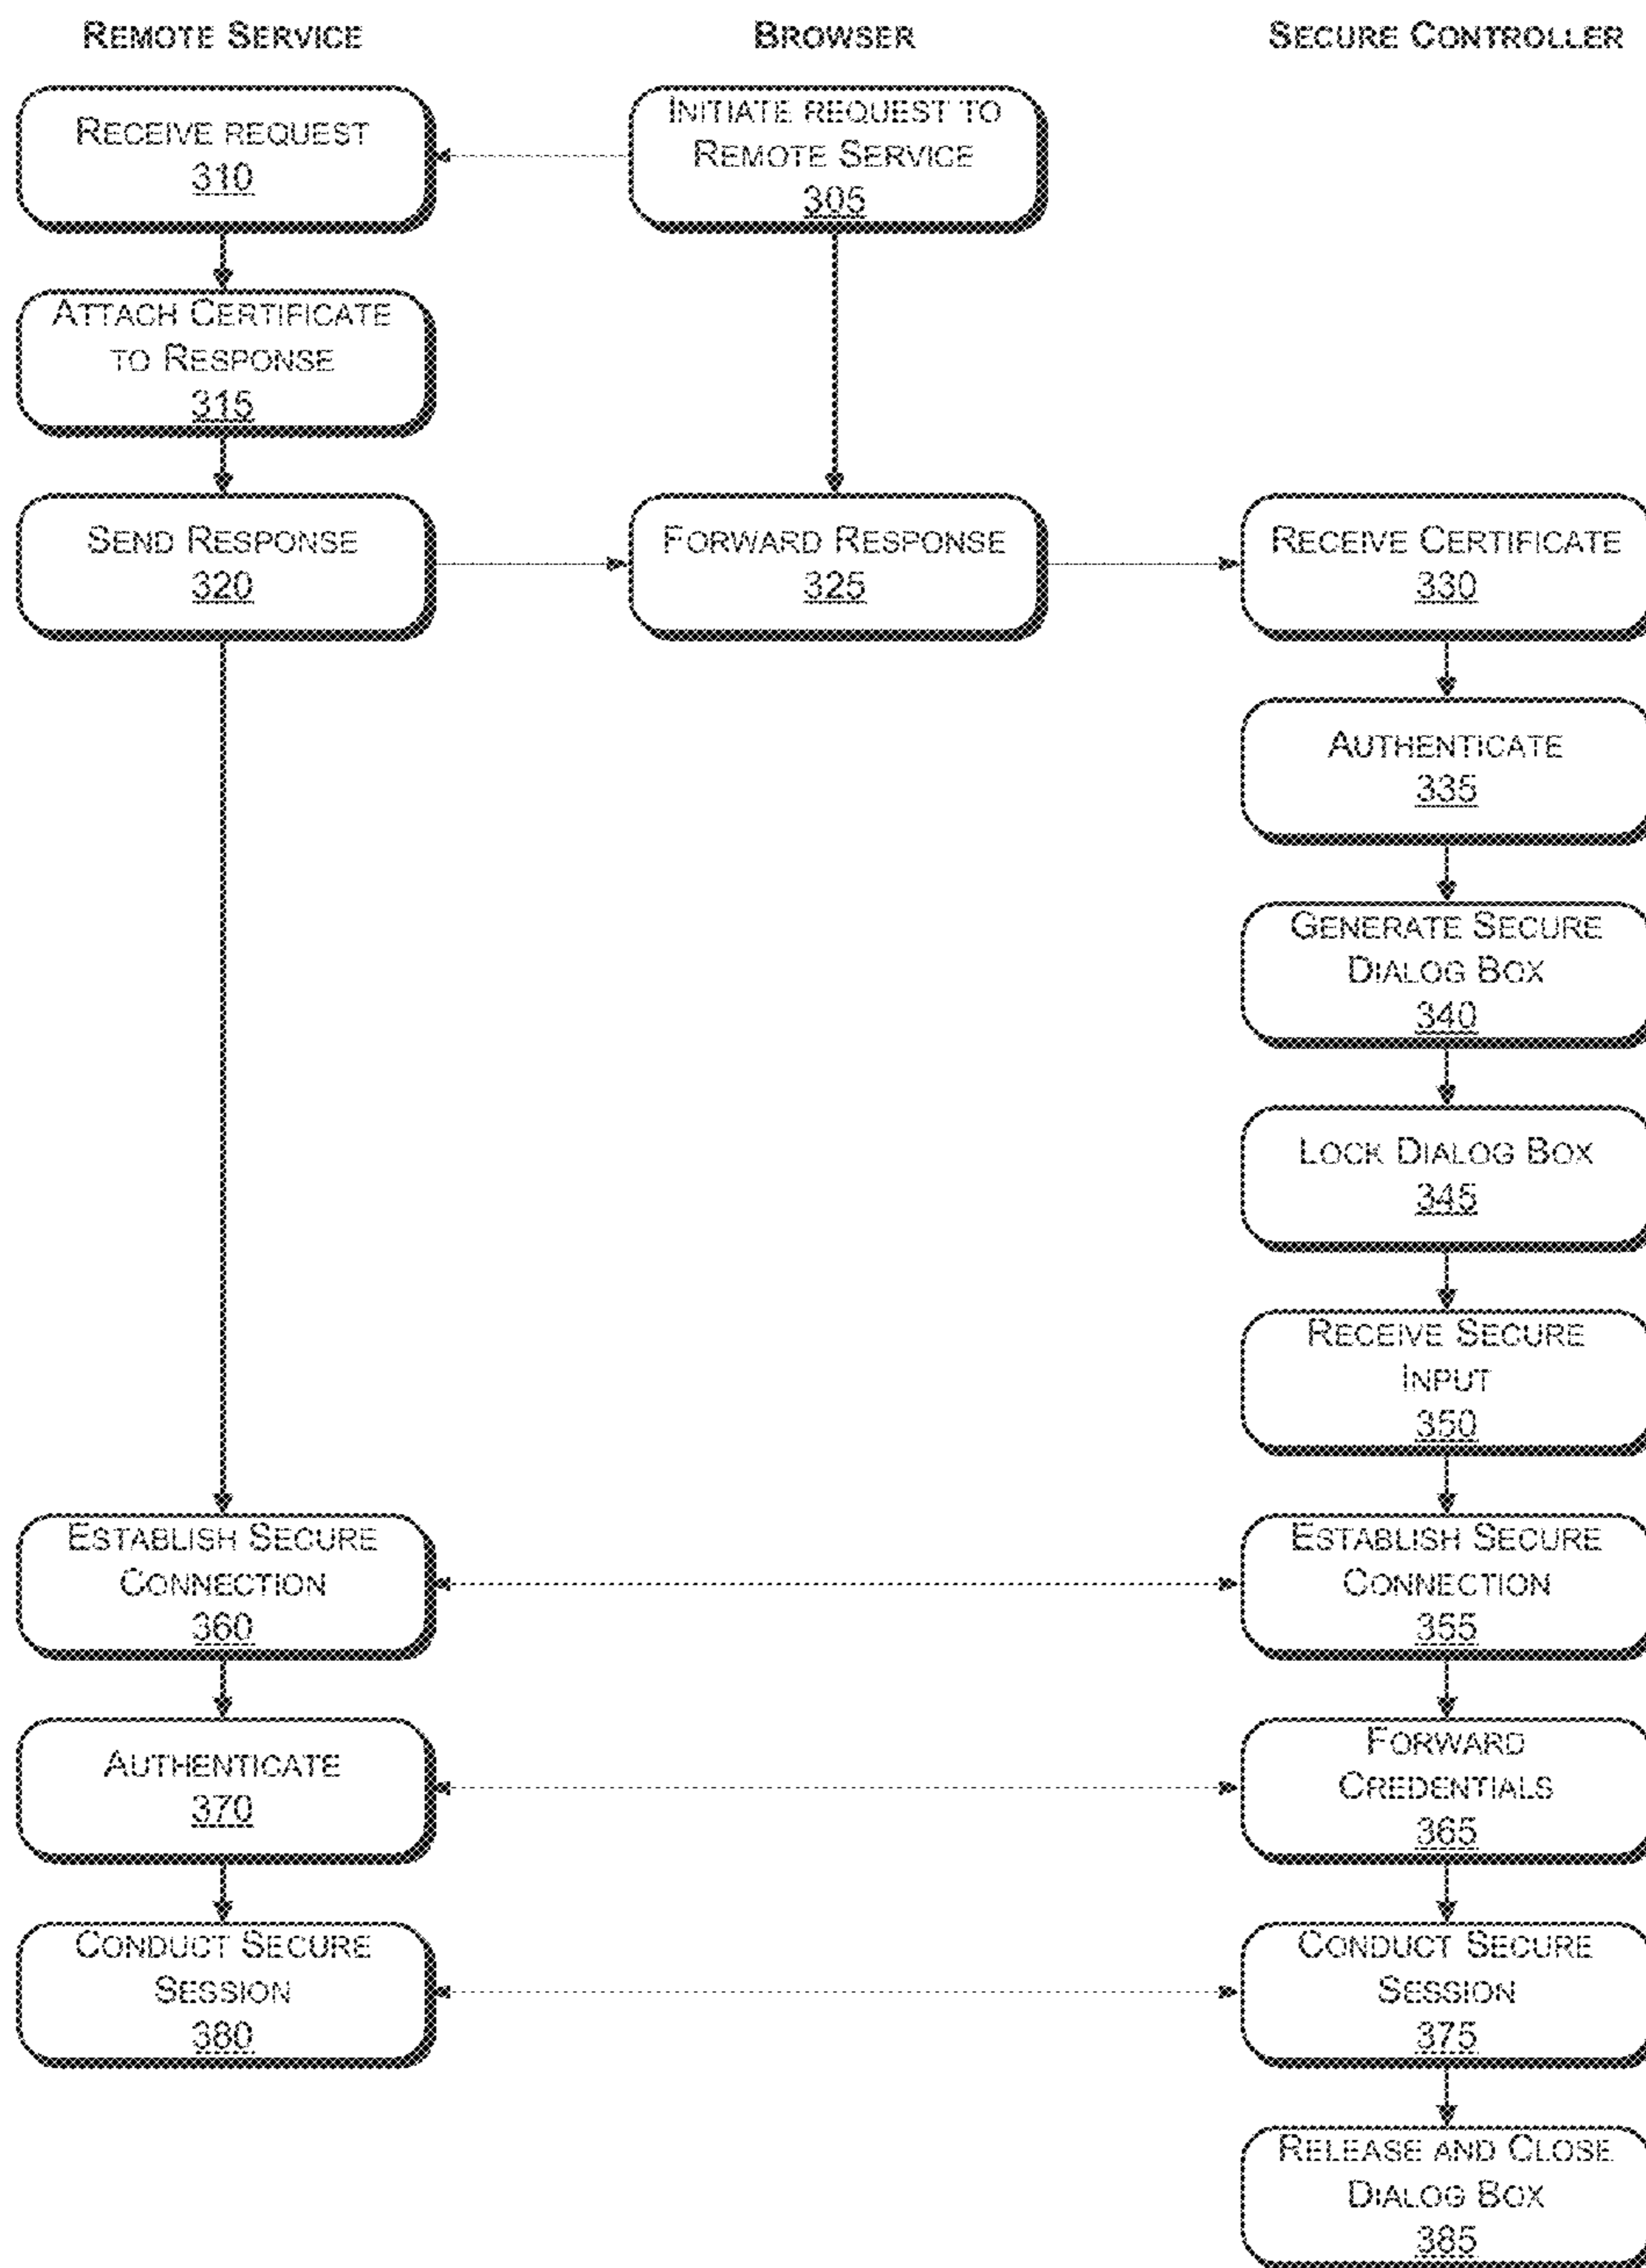 REMOTE SERVICE
BROWSER
SECURE CONTROLLER
RECEIVE REQUEST
310
INITIATE REQUEST TO
REMOTE SERVICE
305
ATTACH CERTIFICATE
TO RESPONSE
315
SEND RESPONSE
320
FORWARD RESPONSE
325
RECEIVE CERTIFICATE
330
AUTHENTICATE
335
GENERATE SECURE
DIALOG BOX
340
LOCK DIALOG BOX
345
RECEIVE SECURE
INPUT
350
ESTABLISH SECURE
CONNECTION
360
ESTABLISH SECURE
CONNECTION
355
AUTHENTICATE
370
FORWARD
CREDENTIALS
365
CONDUCT SECURE
SESSION
380
CONDUCT SECURE
SESSION
375
RELEASE AND CLOSE
DIALOG BOX
385